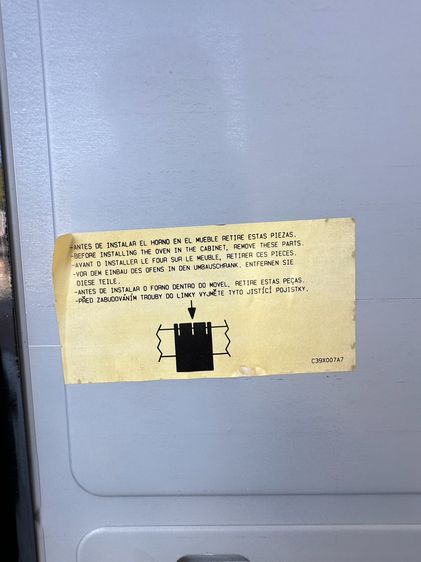 -ANTES DE INSTALAR EL HORNO EN EL MUEBLE RETIRE ESTAS PIEZAS.
-BEFORE INSTALLING THE OVEN IN THE CABINET, REMOVE THESE PARTS.
-AVANT D INSTALLER LE FOUR SUR LE MEUBLE, RETIRER CES PIECES.
-VOR DEM EINBAU DES OFENS IN DEN UMBAUSCHRANK. ENTFERNEN SIE
DIESE TEILE.
-ANTES DE INSTALAR O FORNO DENTRO DO MOVEL, RETIRE ESTAS PEÇAS.
-PŘED ZABUDOVÁNÍM TROUBY DO LINKY VYJMĚTE TYTO JISTÍCÍ POJISTKY.
C39X007A7